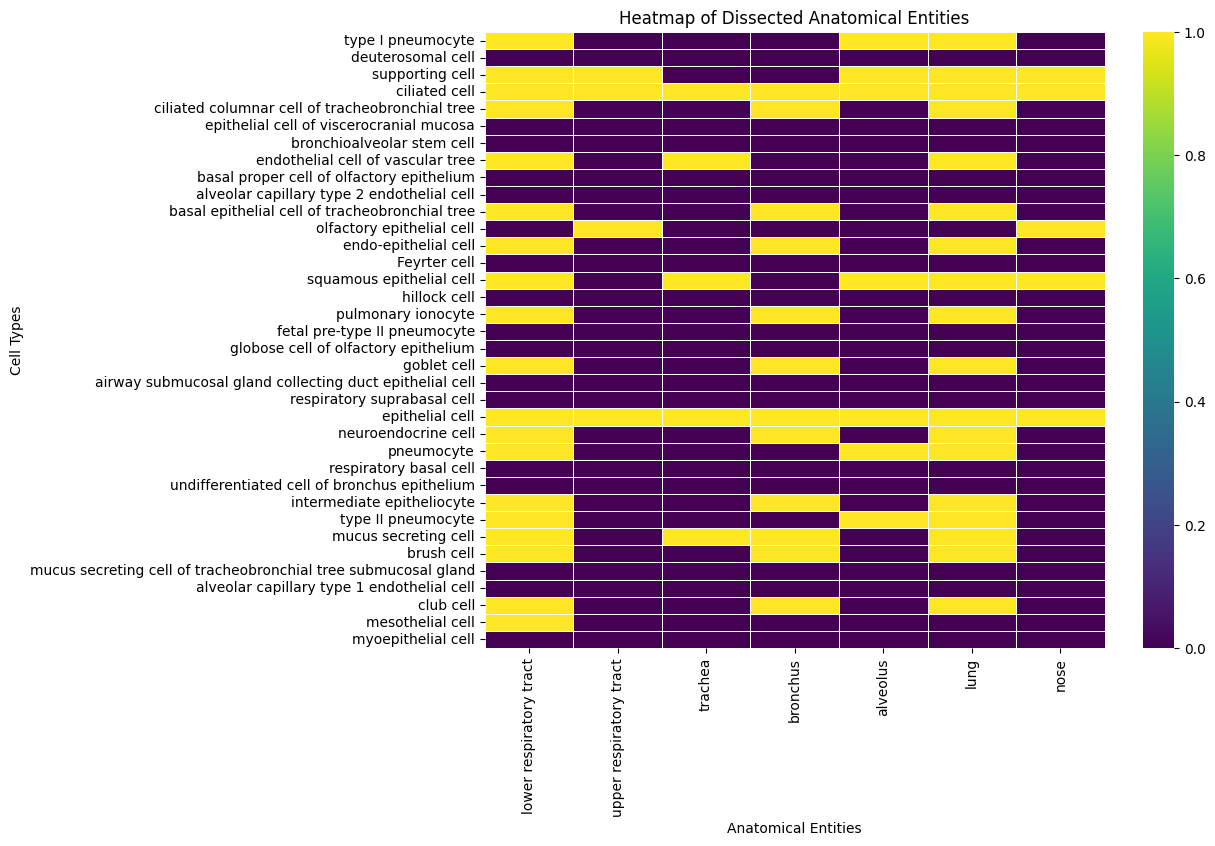 Heatmap of Dissected Anatomical Entities
type I pneumocyte
deuterosomal cell
supporting cell
ciliated cell
ciliated columnar cell of tracheobronchial tree
epithelial cell of viscerocranial mucosa
bronchioalveolar stem cell
endothelial cell of vascular tree
basal proper cell of olfactory epithelium
alveolar capillary type 2 endothelial cell
basal epithelial cell of tracheobronchial tree
olfactory epithelial cell
endo-epithelial cell
Feyrter cell
squamous epithelial cell
hillock cell
pulmonary ionocyte
fetal pre-type II pneumocyte
globose cell of olfactory epithelium
goblet cell
airway submucosal gland collecting duct epithelial cell
respiratory suprabasal cell
epithelial cell
neuroendocrine cell
pneumocyte
respiratory basal cell
undifferentiated cell of bronchus epithelium
intermediate epitheliocyte
type II pneumocyte
mucus secreting cell
brush cell
mucus secreting cell of tracheobronchial tree submucosal gland
alveolar capillary type 1 endothelial cell
club cell
mesothelial cell
myoepithelial cell
Cell Types
lower respiratory tract
upper respiratory tract
trachea
bronchus
alveolus
lung
nose
Anatomical Entities
1.0
0.8
0.6
0.4
0.2
0.0